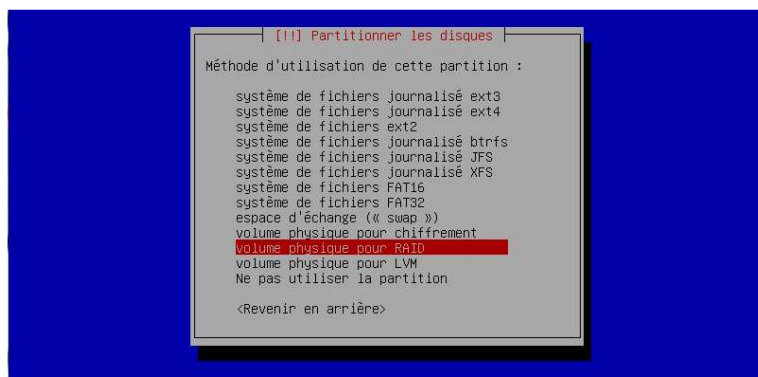 [!!] Partitionner les disques
Méthode d'utilisation de cette partition :
système de fichiers journalisé ext3
système de fichiers journalisé ext4
système de fichiers ext2
système de fichiers journalisé btrfs
système de fichiers journalisé JFS
système de fichiers journalisé XFS
système de fichiers FAT16
système de fichiers FAT32
espace d'échange (« swap »)
volume physique pour chiffrement
volume physique pour RAID
volume physique pour LVM
Ne pas utiliser la partition
<Revenir en arrière>